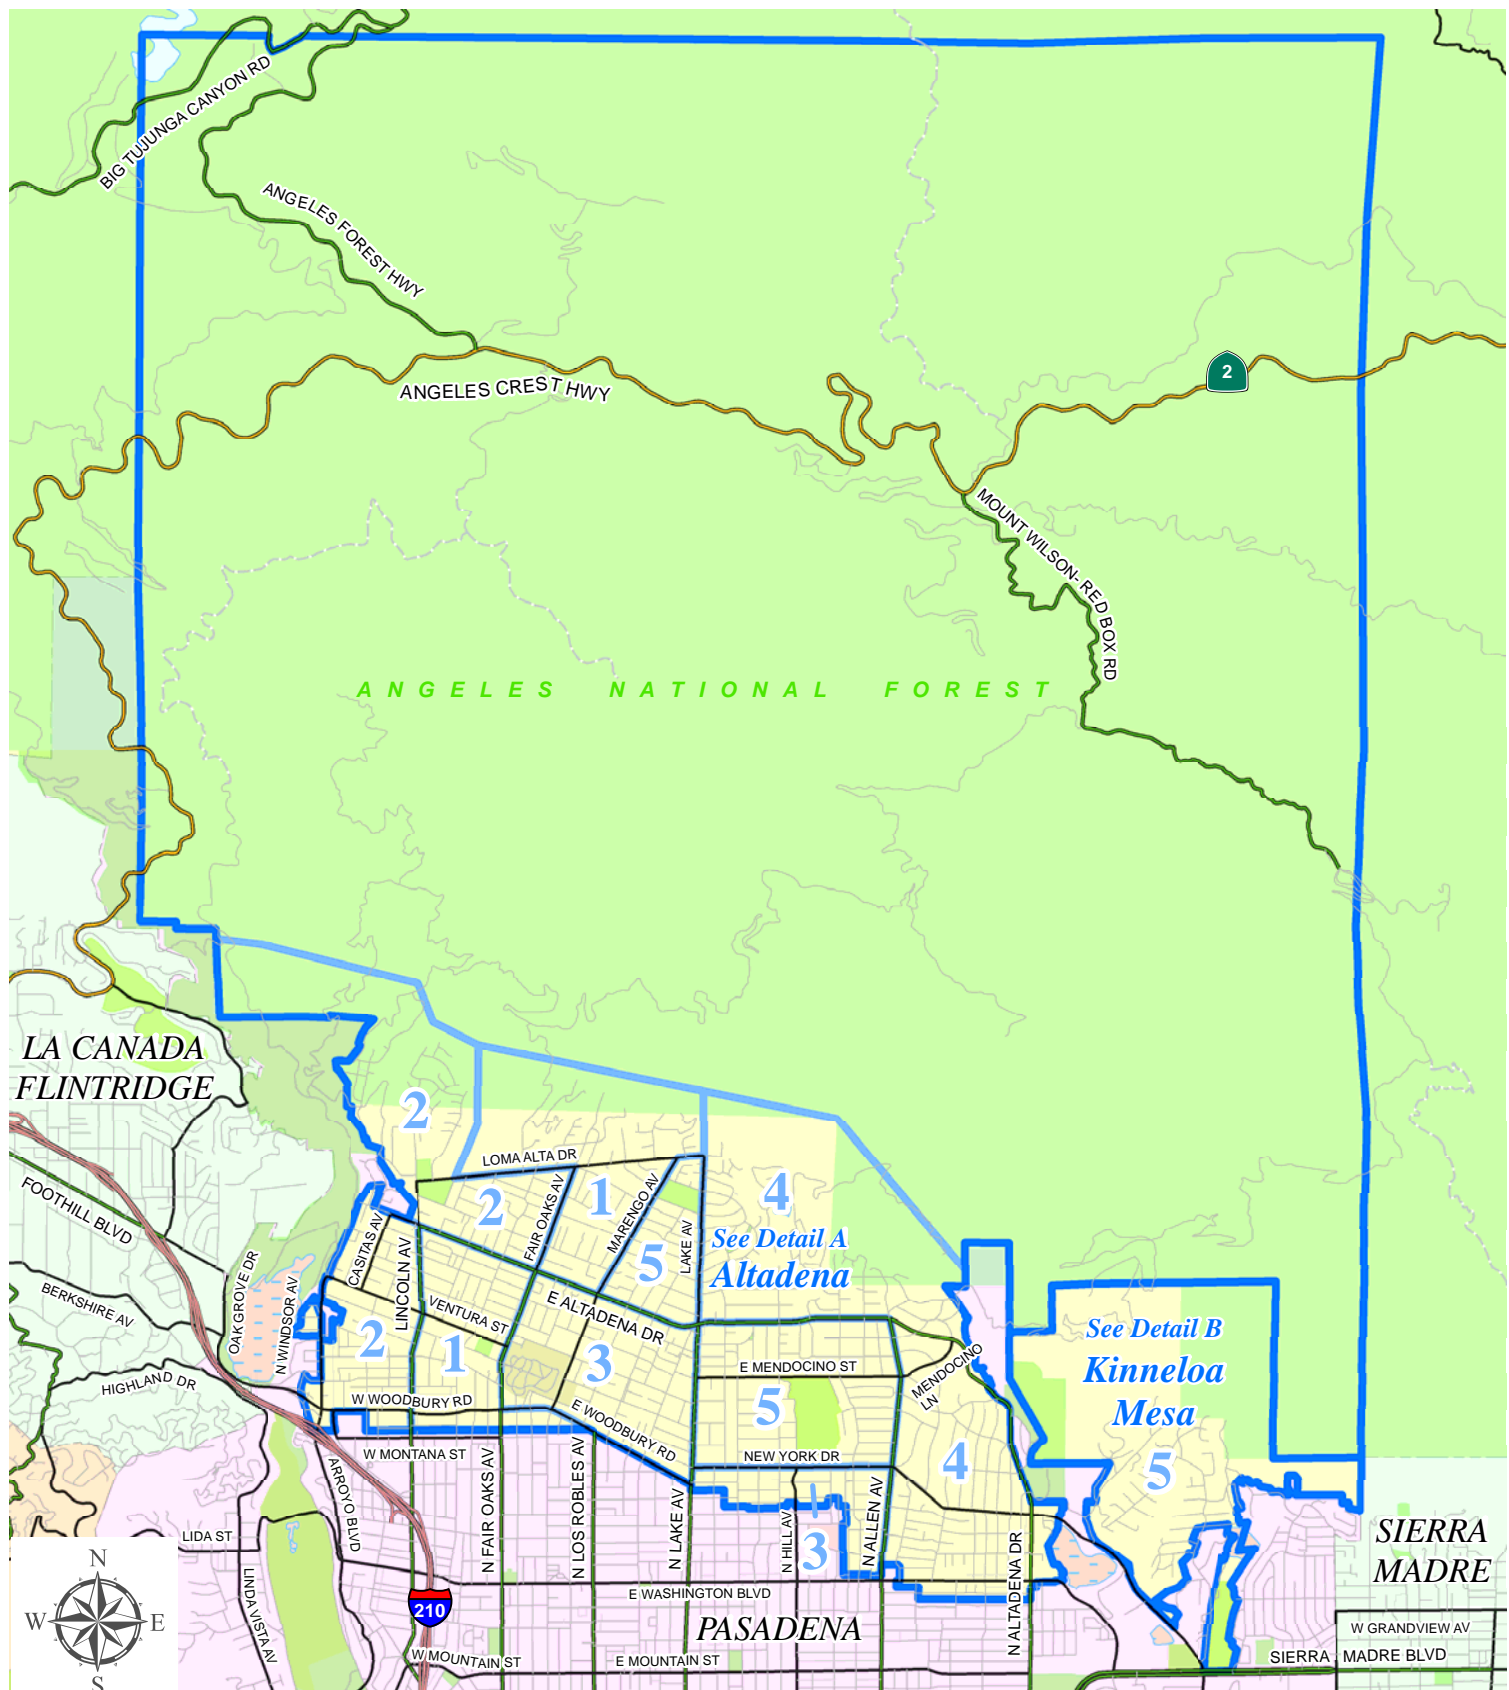 BIG TUJUNGA CANYON RD
ANGELES FOREST HWY
ANGELES CREST HWY
2
MOUNT WILSON- RED BOX RD
ANGELES NATIONAL FOREST
LA CANADA
FLINTRIDGE
2
LOMA ALTA DR
FOOTHILL BLVD
2
1
4
FAIR OAKS AV
MARENGO AV
LAKE AV
5
See Detail A
Altadena
CASITAS AV
LINCOLN AV
OAK GROVE DR
N WINDSOR AV
BERKSHIRE AV
VENTURA ST
E ALTADENA DR
2
1
3
See Detail B
Kinneloa
Mesa
5
E MENDOCINO ST
MENDOCINO
LN
HIGHLAND DR
W WOODBURY RD
E WOODBURY RD
5
4
W MONTANA ST
NEW YORK DR
ARROYO BLVD
N FAIR OAKS AV
N LOS ROBLES AV
N LAKE AV
N HILL AV
3
N ALLEN AV
N ALTADENA DR
LIDA ST
LINDA VISTA AV
SIERRA
MADRE
N
W
E
S
210
E WASHINGTON BLVD
PASADENA
W GRANDVIEW AV
W MOUNTAIN ST
E MOUNTAIN ST
SIERRA MADRE BLVD